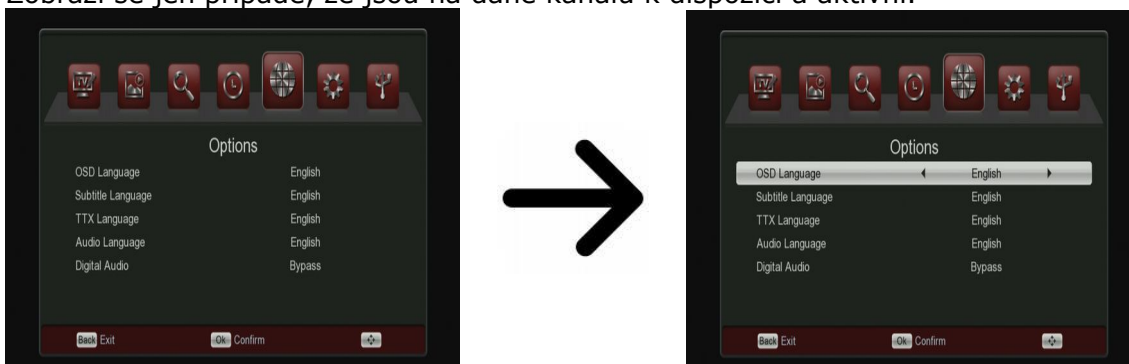 Zobrazí se jen případě, že jsou na dané kanálu k dispozici a aktivní.
TV
Options
OSD Language English
Subtitle Language English
TTX Language English
Audio Language English
Digital Audio Bypass
Back Exit Ok Confirm
TV
Options
OSD Language English
Subtitle Language English
TTX Language English
Audio Language English
Digital Audio Bypass
Back Exit Ok Confirm